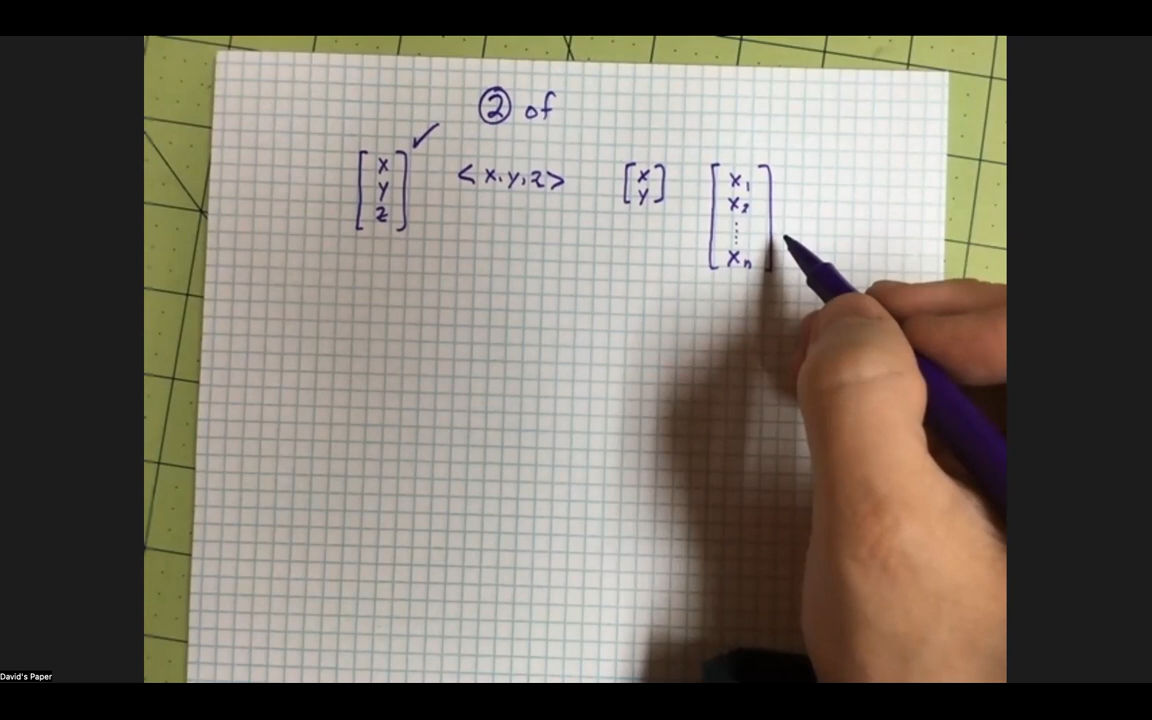 ② of
[x y z] ✓ <x, y, z> [x y] [x₁ x₂ ⋮ xₙ]
David's Paper